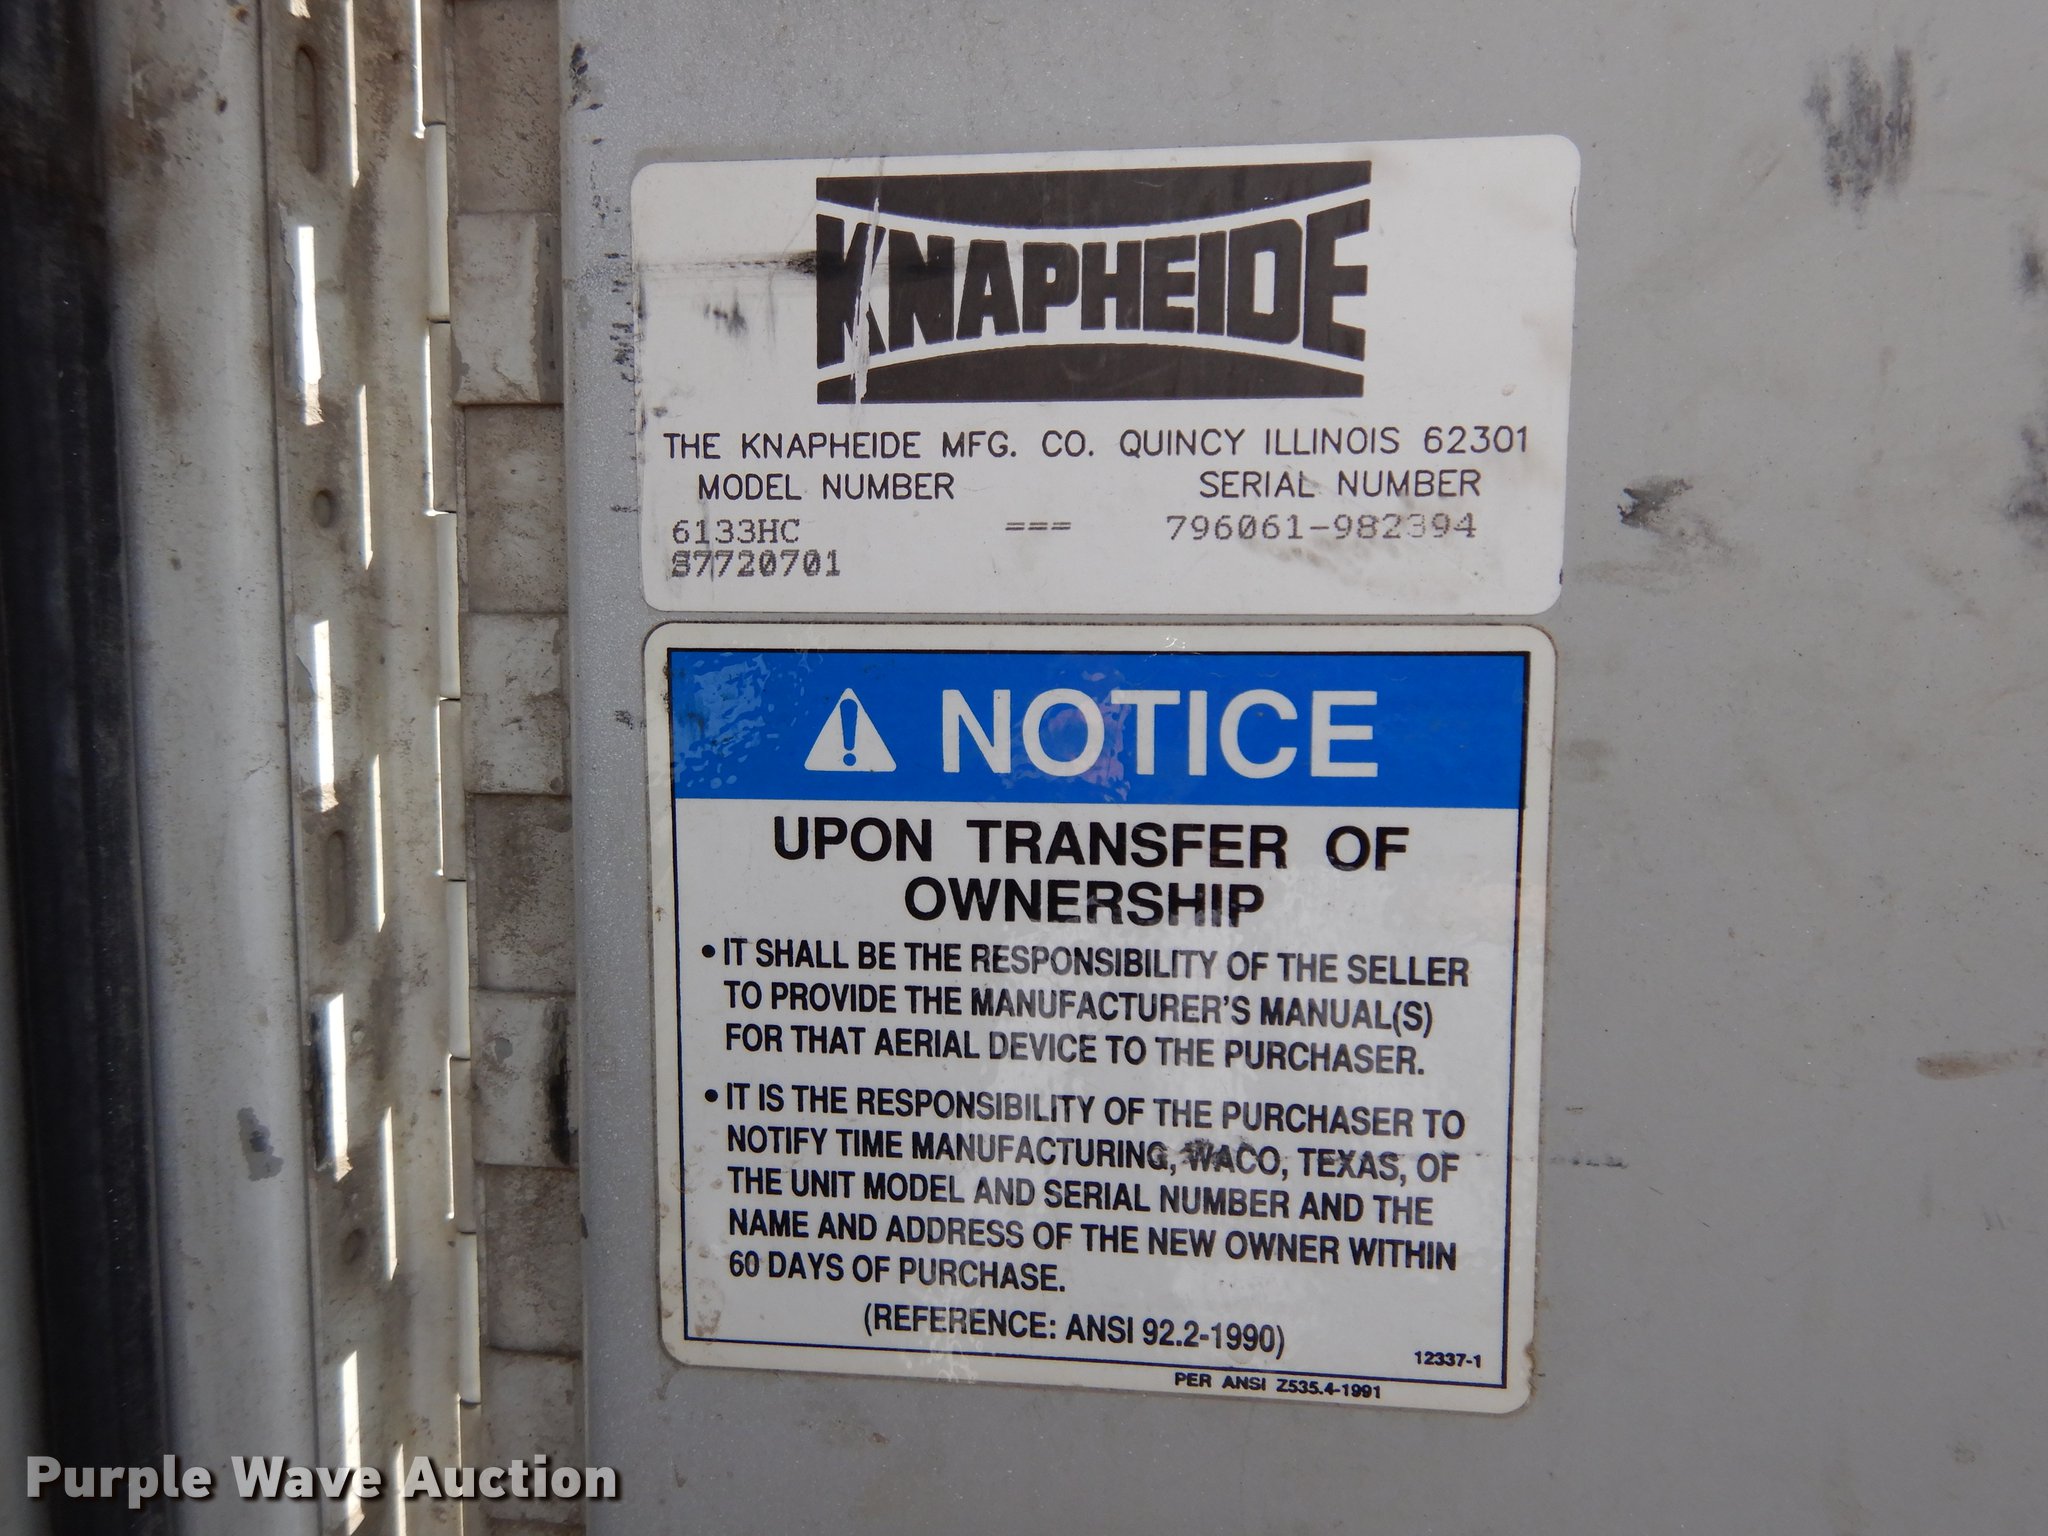 KNAPHEIDE
THE KNAPHEIDE MFG. CO. QUINCY ILLINOIS 62301
MODEL NUMBER SERIAL NUMBER
6133HC === 796061-982394
NOTICE
UPON TRANSFER OF
OWNERSHIP
• IT SHALL BE THE RESPONSIBILITY OF THE SELLER
TO PROVIDE THE MANUFACTURER'S MANUAL(S)
FOR THAT AERIAL DEVICE TO THE PURCHASER.
• IT IS THE RESPONSIBILITY OF THE PURCHASER TO
NOTIFY TIME MANUFACTURING, WACO, TEXAS, OF
THE UNIT MODEL AND SERIAL NUMBER AND THE
NAME AND ADDRESS OF THE NEW OWNER WITHIN
60 DAYS OF PURCHASE.
(REFERENCE: ANSI 92.2-1990)
12337-1
PER ANSI Z535.4-1991
Purple Wave Auction